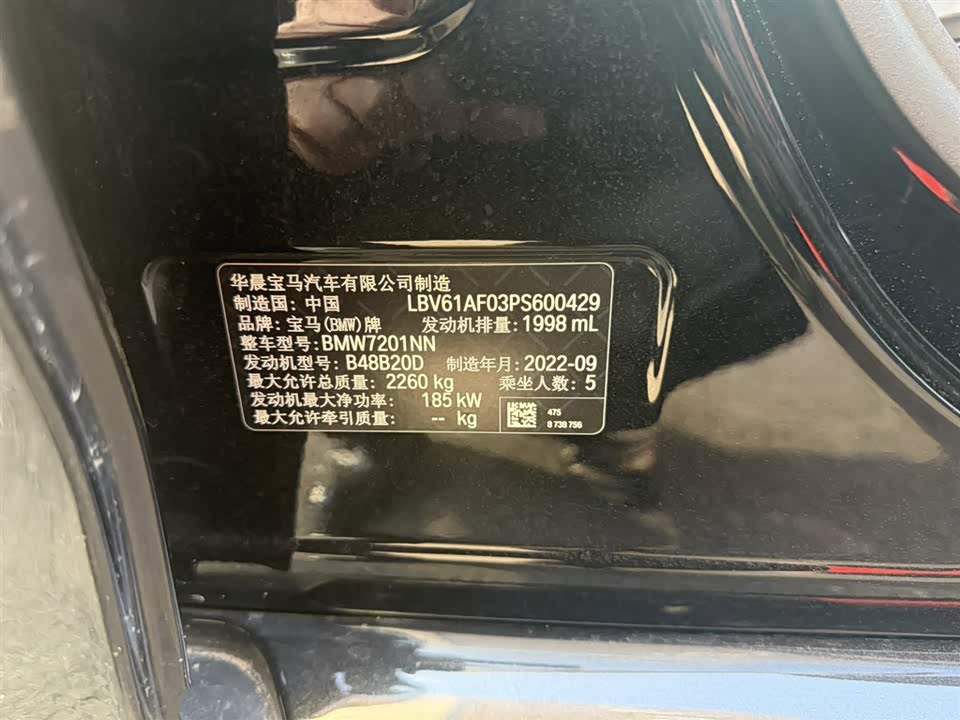 华晨宝马汽车有限公司制造
制造国: 中国 LBV61AF03PS600429
品牌: 宝马(BMW)牌 发动机排量: 1998 mL
整车型号: BMW7201NN
发动机型号: B48B20D 制造年月: 2022-09
最大允许总质量: 2260 kg 乘坐人数: 5
发动机最大净功率: 185 kW
最大允许牵引质量: -- kg
475
8 738 756